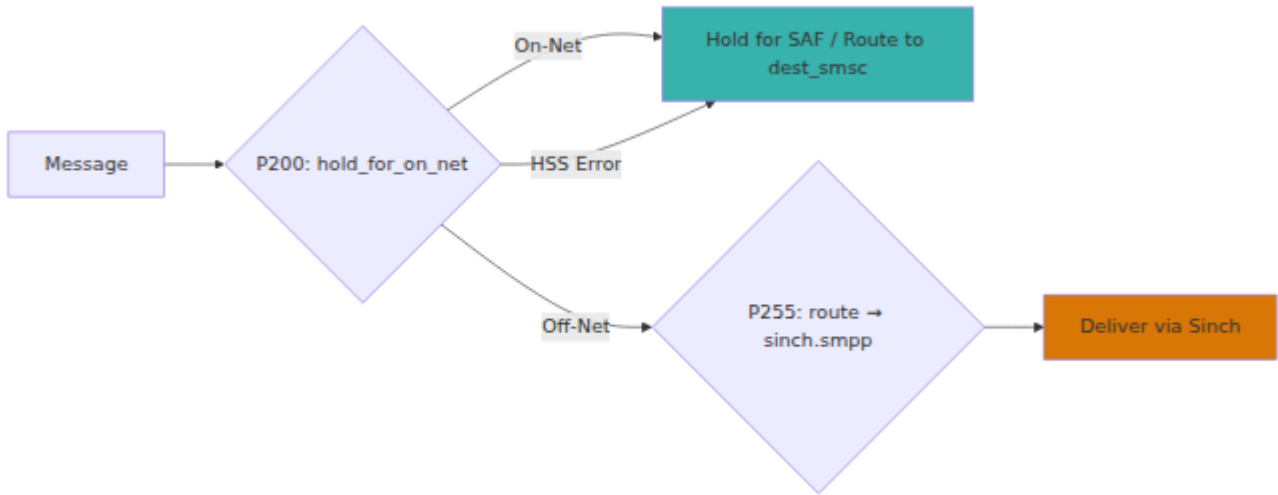 Message
P200: hold_for_on_net
On-Net
HSS Error
Off-Net
Hold for SAF / Route to
dest_smsc
P255: route →
sinch.smpp
Deliver via Sinch